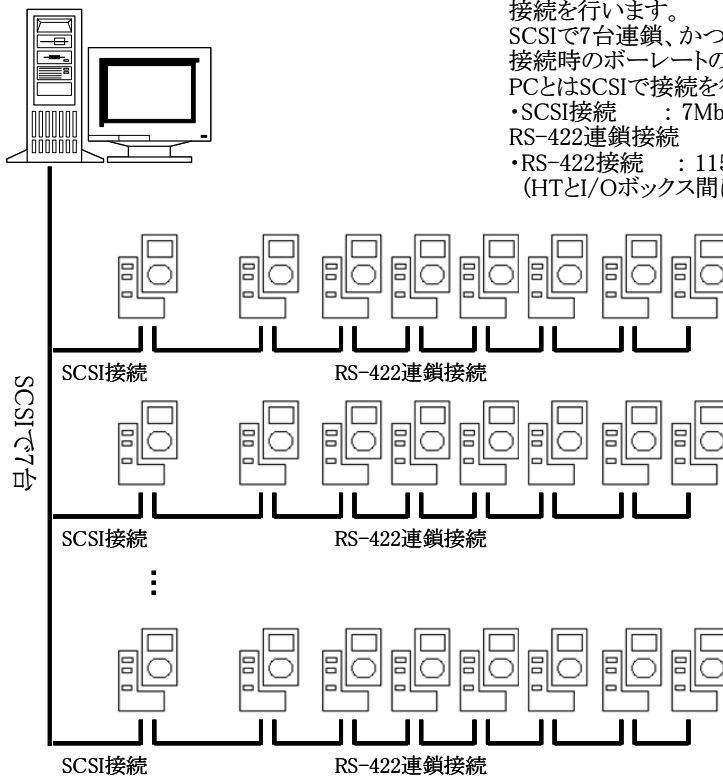 接続を行います。
SCSIで7台連鎖、かつ
接続時のボーレートの
PCとはSCSIで接続を
・SCSI接続　：7Mb
RS-422連鎖接続
・RS-422接続　：115
(HTとI/Oボックス間
SCSIで7台
SCSI接続
RS-422連鎖接続
SCSI接続
RS-422連鎖接続
⋮
SCSI接続
RS-422連鎖接続